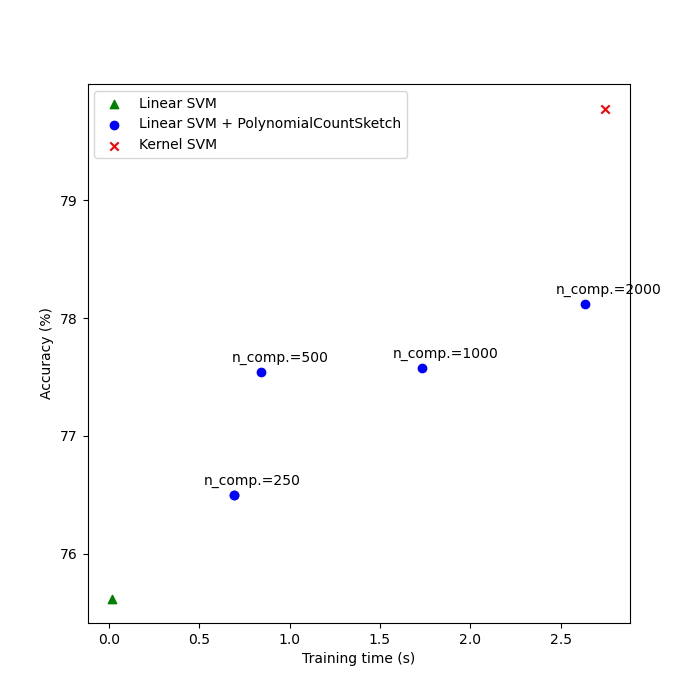 Linear SVM
Linear SVM + PolynomialCountSketch
Kernel SVM
79
n_comp.=2000
78
n_comp.=500
n_comp.=1000
Accuracy (%)
77
n_comp.=250
76
0.0 0.5 1.0 1.5 2.0 2.5
Training time (s)